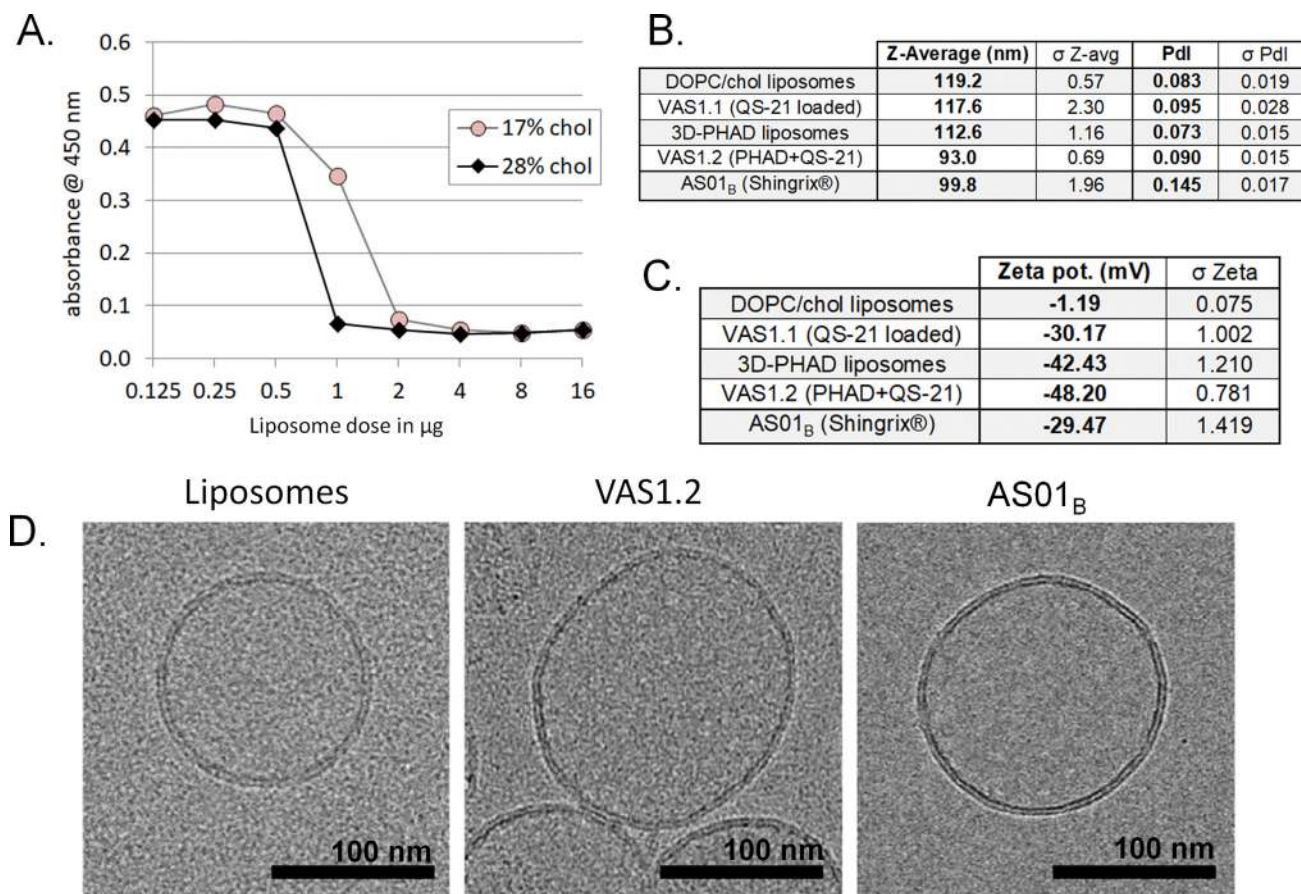 A.
0.6
0.5
0.4
0.3
0.2
0.1
0.0
absorbance @ 450 nm
17% chol
28% chol
0.125 0.25 0.5 1 2 4 8 16
Liposome dose in µg
B.
Z-Average (nm) σ Z-avg PdI σ PdI
DOPC/chol liposomes 119.2 0.57 0.083 0.019
VAS1.1 (QS-21 loaded) 117.6 2.30 0.095 0.028
3D-PHAD liposomes 112.6 1.16 0.073 0.015
VAS1.2 (PHAD+QS-21) 93.0 0.69 0.090 0.015
AS01B (Shingrix®) 99.8 1.96 0.145 0.017
C.
Zeta pot. (mV) σ Zeta
DOPC/chol liposomes -1.19 0.075
VAS1.1 (QS-21 loaded) -30.17 1.002
3D-PHAD liposomes -42.43 1.210
VAS1.2 (PHAD+QS-21) -48.20 0.781
AS01B (Shingrix®) -29.47 1.419
D.
Liposomes VAS1.2 AS01B
100 nm 100 nm 100 nm